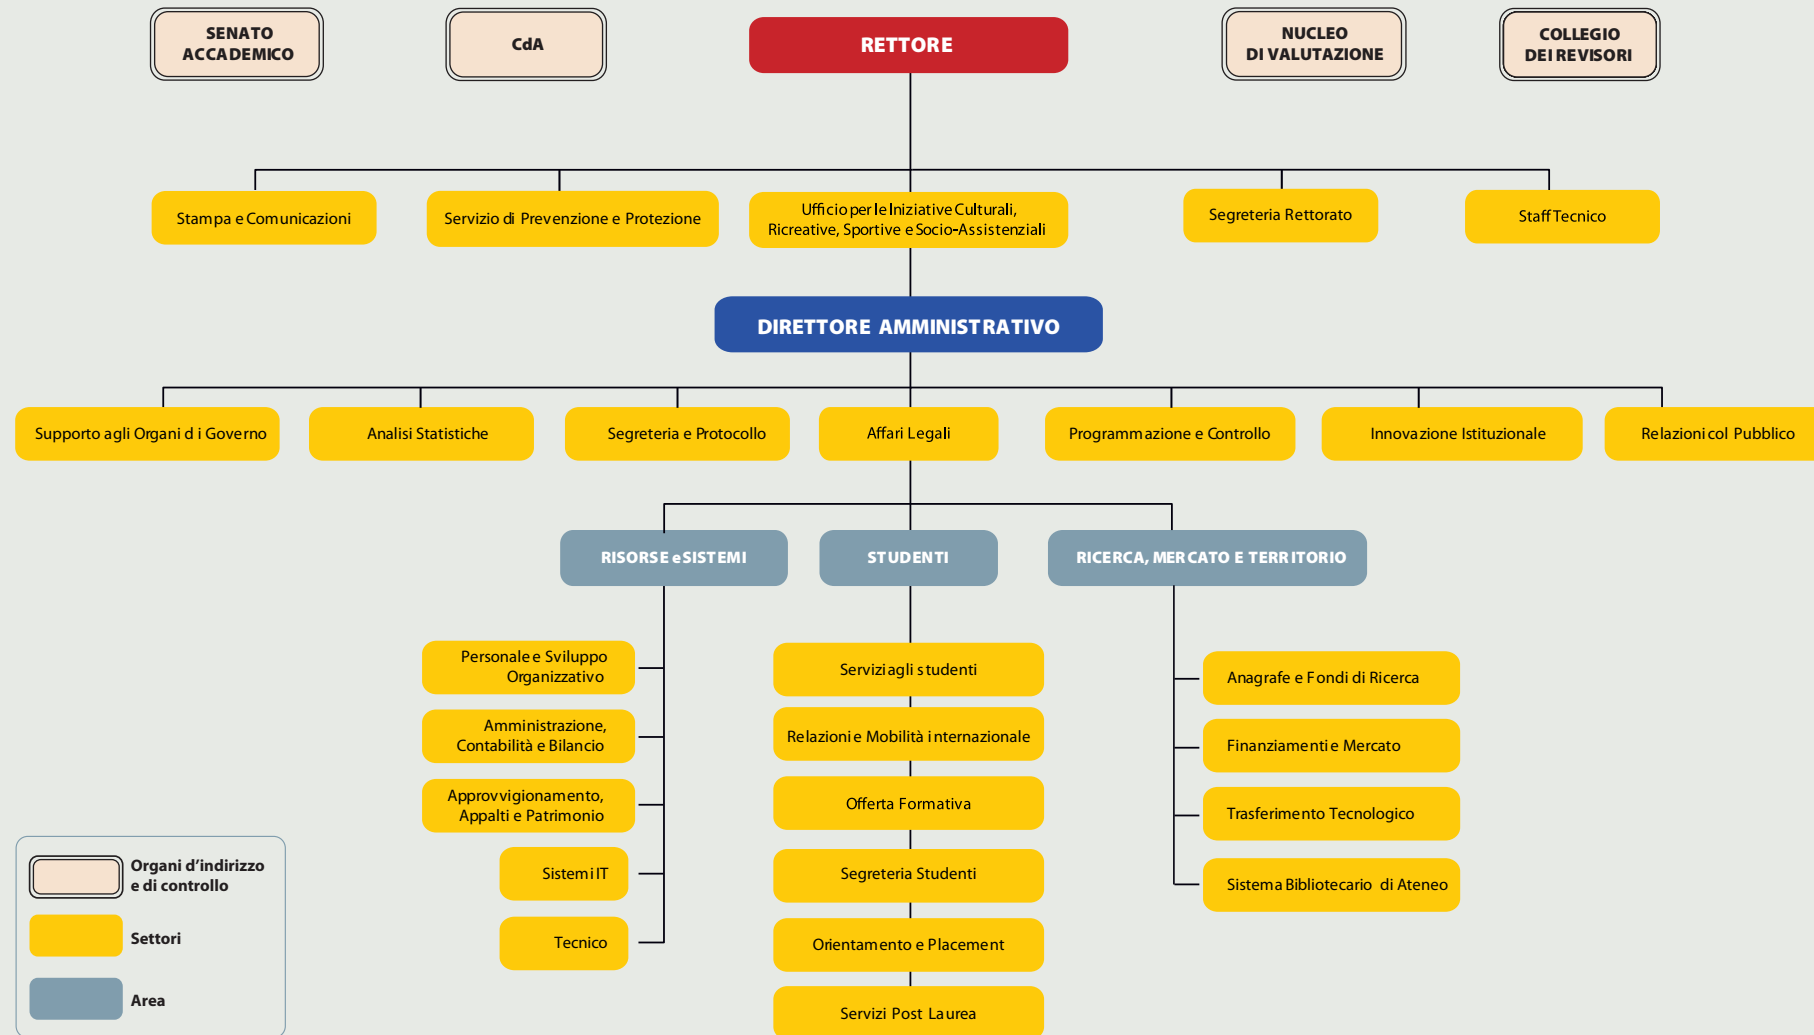 SENATO
ACCADEMICO
CdA
RETTORE
NUCLEO
DI VALUTAZIONE
COLLEGIO
DEI REVISORI
Stampa e Comunicazioni
Servizio di Prevenzione e Protezione
Ufficio per le Iniziative Culturali,
Ricreative, Sportive e Socio-Assistenziali
Segreteria Rettorato
Staff Tecnico
DIRETTORE AMMINISTRATIVO
Supporto agli Organi d i Governo
Analisi Statistiche
Segreteria e Protocollo
Affari Legali
Programmazione e Controllo
Innovazione Istituzionale
Relazioni col Pubblico
RISORSE e SISTEMI
STUDENTI
RICERCA, MERCATO E TERRITORIO
Personale e Sviluppo
Organizzativo
Amministrazione,
Contabilità e Bilancio
Approvvigionamento,
Appalti e Patrimonio
Sistemi IT
Tecnico
Servizi agli studenti
Relazioni e Mobilità internazionale
Offerta Formativa
Segreteria Studenti
Orientamento e Placement
Servizi Post Laurea
Anagrafe e Fondi di Ricerca
Finanziamenti e Mercato
Trasferimento Tecnologico
Sistema Bibliotecario di Ateneo
Organi d’indirizzo
e di controllo
Settori
Area